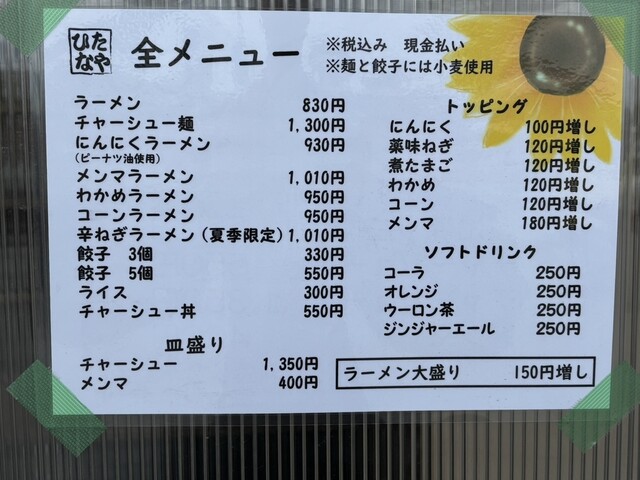 ひなたや
全メニュー
※税込み 現金払い
※麺と餃子には小麦使用
ラーメン 830円
チャーシュー麺 1,300円
にんにくラーメン 930円
(ピーナツ油使用)
メンマラーメン 1,010円
わかめラーメン 950円
コーンラーメン 950円
辛ねぎラーメン(夏季限定) 1,010円
餃子 3個 330円
餃子 5個 550円
ライス 300円
チャーシュー丼 550円
皿盛り
チャーシュー 1,350円
メンマ 400円
トッピング
にんにく 100円増し
薬味ねぎ 120円増し
煮たまご 120円増し
わかめ 120円増し
コーン 120円増し
メンマ 180円増し
ソフトドリンク
コーラ 250円
オレンジ 250円
ウーロン茶 250円
ジンジャーエール 250円
ラーメン大盛り 150円増し